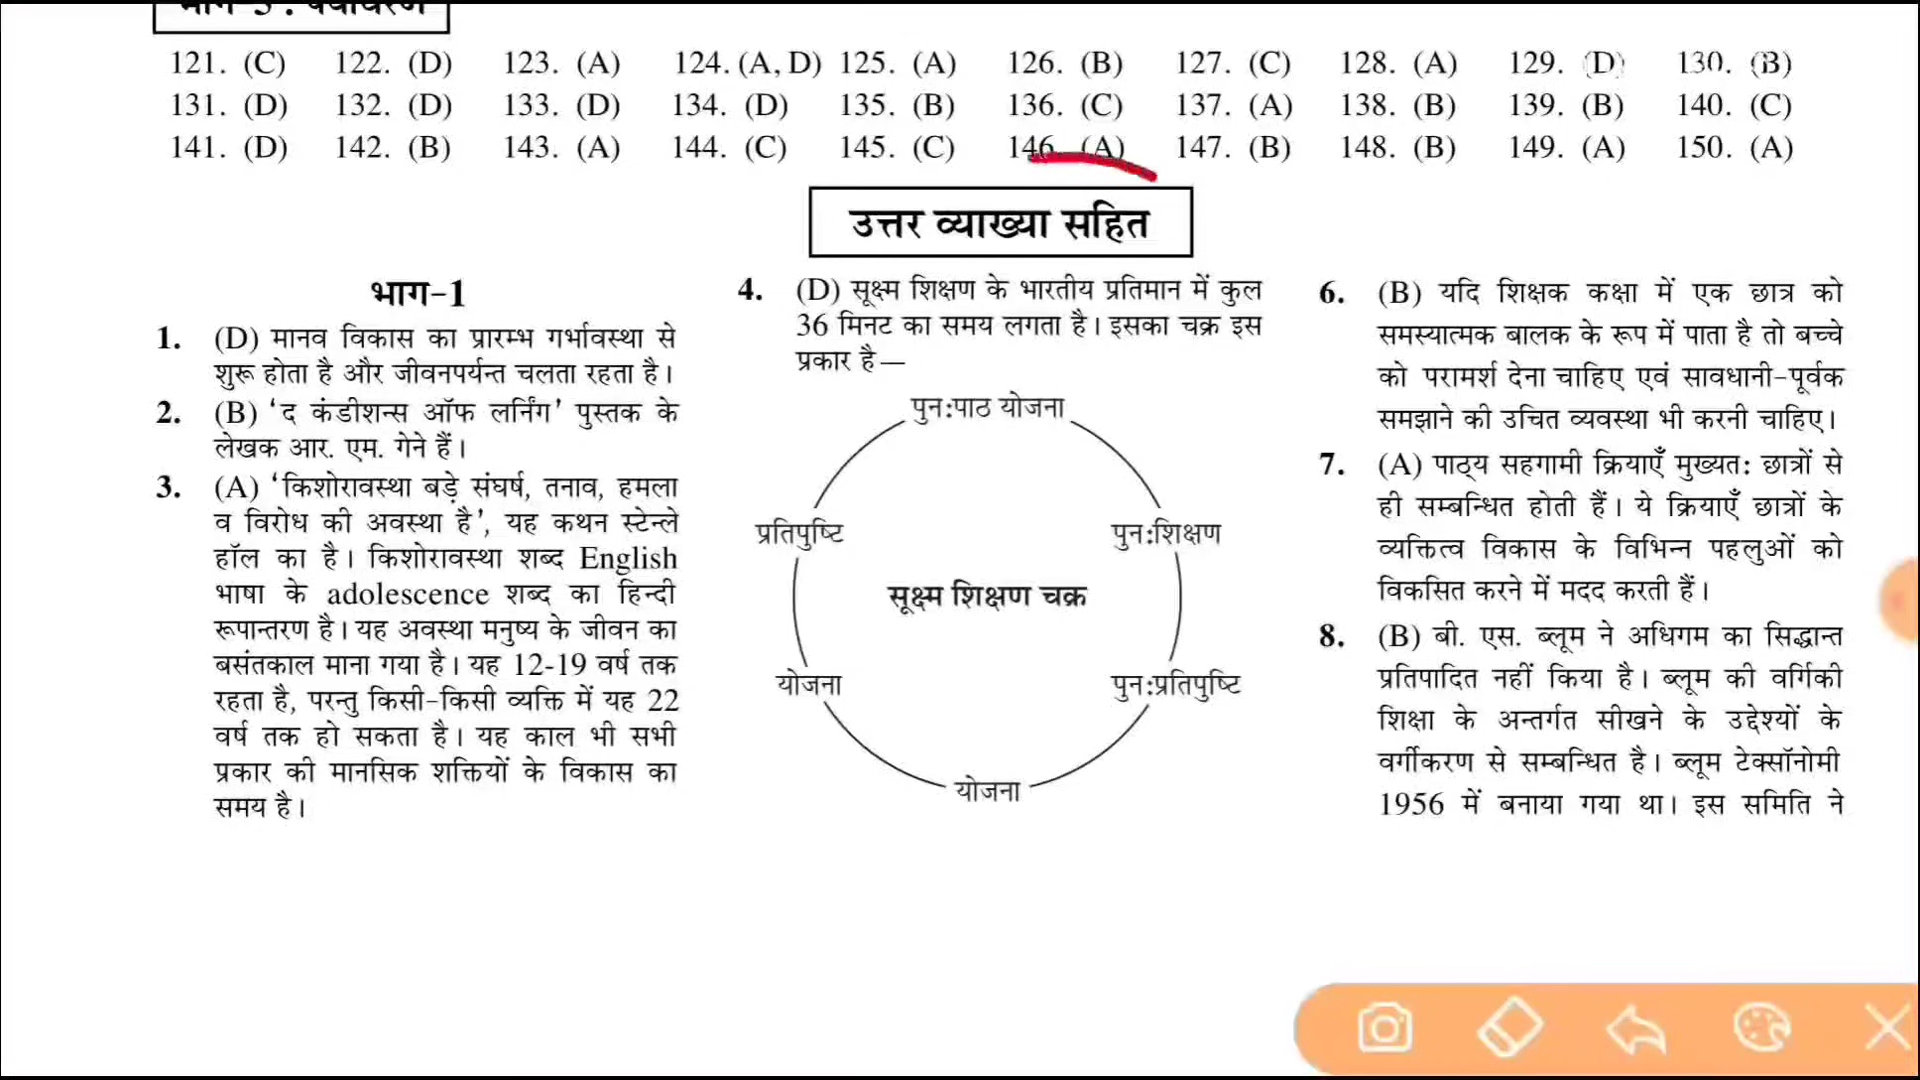 भाग-5 : पर्यावरण
121. (C) 122. (D) 123. (A) 124. (A, D) 125. (A) 126. (B) 127. (C) 128. (A) 129. (D) 130. (B)
131. (D) 132. (D) 133. (D) 134. (D) 135. (B) 136. (C) 137. (A) 138. (B) 139. (B) 140. (C)
141. (D) 142. (B) 143. (A) 144. (C) 145. (C) 146. (A) 147. (B) 148. (B) 149. (A) 150. (A)
उत्तर व्याख्या सहित
भाग-1
1. (D) मानव विकास का प्रारम्भ गर्भावस्था से
शुरू होता है और जीवनपर्यन्त चलता रहता है।
2. (B) ‘द कंडीशन्स ऑफ लर्निंग’ पुस्तक के
लेखक आर. एम. गेने हैं।
3. (A) ‘किशोरावस्था बड़े संघर्ष, तनाव, हमला
व विरोध की अवस्था है’, यह कथन स्टेन्ले
हॉल का है। किशोरावस्था शब्द English
भाषा के adolescence शब्द का हिन्दी
रूपान्तरण है। यह अवस्था मनुष्य के जीवन का
बसंतकाल माना गया है। यह 12-19 वर्ष तक
रहता है, परन्तु किसी-किसी व्यक्ति में यह 22
वर्ष तक हो सकता है। यह काल भी सभी
प्रकार की मानसिक शक्तियों के विकास का
समय है।
4. (D) सूक्ष्म शिक्षण के भारतीय प्रतिमान में कुल
36 मिनट का समय लगता है। इसका चक्र इस
प्रकार है—
पुन:पाठ योजना
प्रतिपुष्टि
पुन:शिक्षण
सूक्ष्म शिक्षण चक्र
योजना
पुन:प्रतिपुष्टि
योजना
6. (B) यदि शिक्षक कक्षा में एक छात्र को
समस्यात्मक बालक के रूप में पाता है तो बच्चे
को परामर्श देना चाहिए एवं सावधानी-पूर्वक
समझाने की उचित व्यवस्था भी करनी चाहिए।
7. (A) पाठ्य सहगामी क्रियाएँ मुख्यत: छात्रों से
ही सम्बन्धित होती हैं। ये क्रियाएँ छात्रों के
व्यक्तित्व विकास के विभिन्न पहलुओं को
विकसित करने में मदद करती हैं।
8. (B) बी. एस. ब्लूम ने अधिगम का सिद्धान्त
प्रतिपादित नहीं किया है। ब्लूम की वर्गिकी
शिक्षा के अन्तर्गत सीखने के उद्देश्यों के
वर्गीकरण से सम्बन्धित है। ब्लूम टेक्सॉनोमी
1956 में बनाया गया था। इस समिति ने